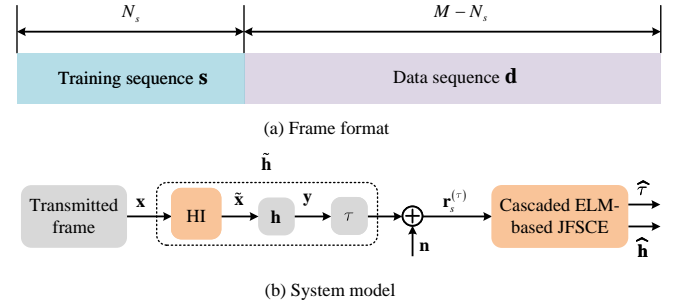 N_s M − N_s
Training sequence s Data sequence d
(a) Frame format
h̃
Transmitted frame x HI x̃ h y τ r_s^{(τ)} Cascaded ELM-based JFSCE τ̂
n ĥ
(b) System model